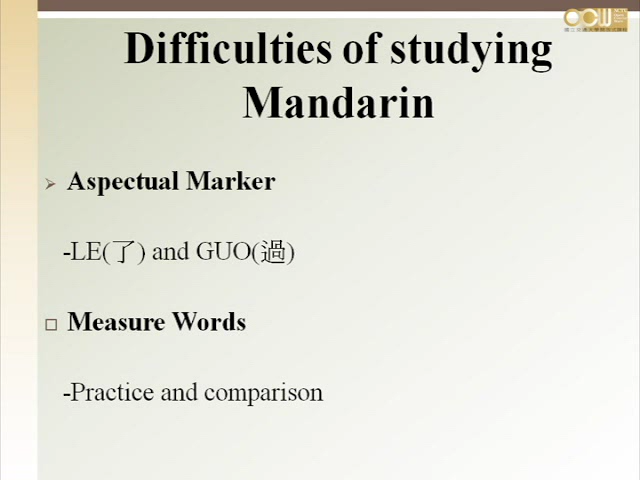 Difficulties of studying
Mandarin
Aspectual Marker
-LE(了) and GUO(過)
Measure Words
-Practice and comparison